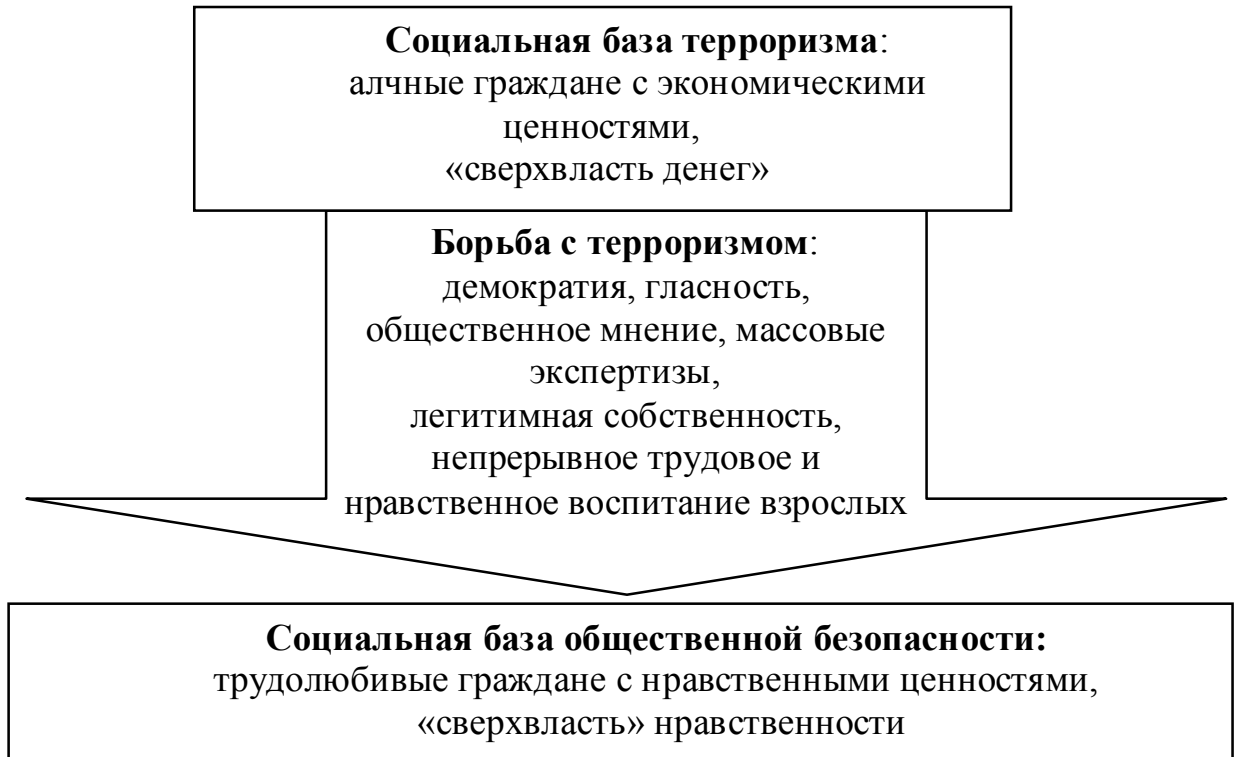 Социальная база терроризма:
алчные граждане с экономическими
ценностями,
«сверхвласть денег»
Борьба с терроризмом:
демократия, гласность,
общественное мнение, массовые
экспертизы,
легитимная собственность,
непрерывное трудовое и
нравственное воспитание взрослых
Социальная база общественной безопасности:
трудолюбивые граждане с нравственными ценностями,
«сверхвласть» нравственности